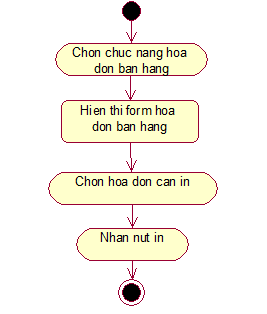 Chon chuc nang hoa
don ban hang
Hien thi form hoa
don ban hang
Chon hoa don can in
Nhan nut in